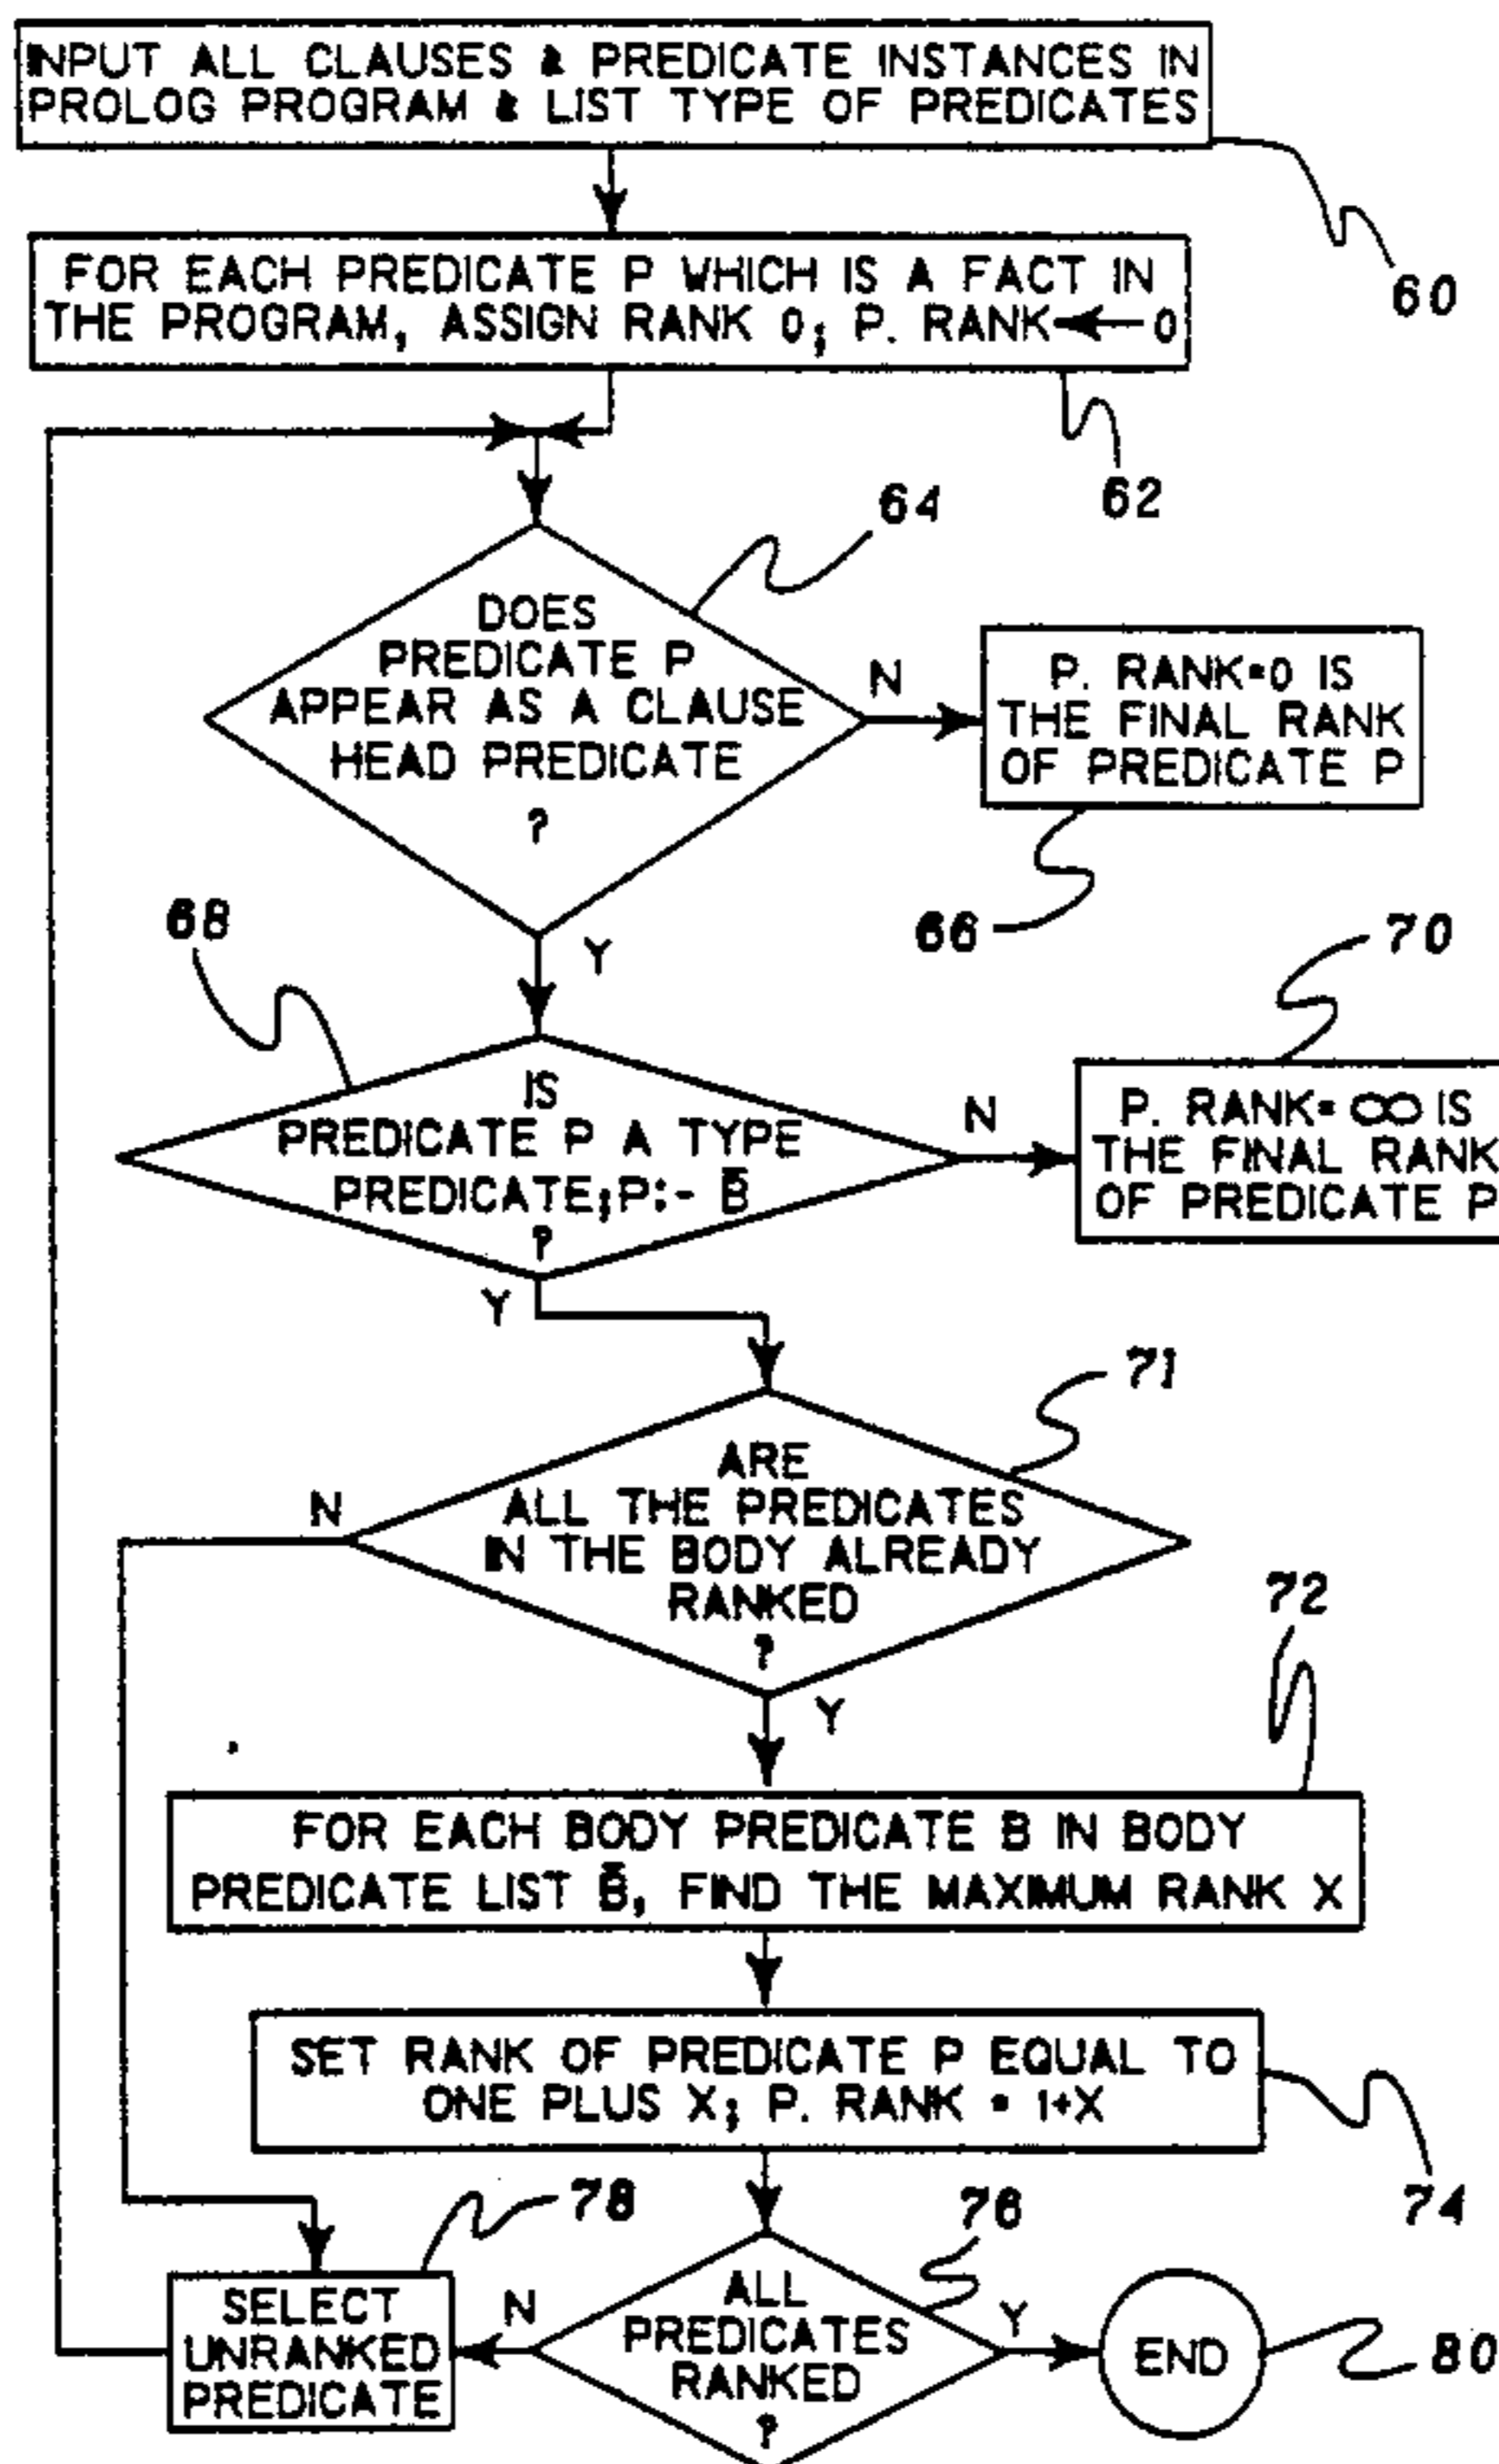 INPUT ALL CLAUSES & PREDICATE INSTANCES IN
PROLOG PROGRAM & LIST TYPE OF PREDICATES
60
FOR EACH PREDICATE P WHICH IS A FACT IN
THE PROGRAM, ASSIGN RANK 0; P. RANK←0
62
64
DOES
PREDICATE P
APPEAR AS A CLAUSE
HEAD PREDICATE
?
N
P. RANK=0 IS
THE FINAL RANK
OF PREDICATE P
66
Y
68
70
IS
PREDICATE P A TYPE
PREDICATE;P:- B̄
?
N
P. RANK=∞ IS
THE FINAL RANK
OF PREDICATE P
Y
71
ARE
ALL THE PREDICATES
IN THE BODY ALREADY
RANKED
?
N
Y
72
FOR EACH BODY PREDICATE B IN BODY
PREDICATE LIST B̄, FIND THE MAXIMUM RANK X
SET RANK OF PREDICATE P EQUAL TO
ONE PLUS X; P. RANK = 1+X
74
78
76
SELECT
UNRANKED
PREDICATE
N
ALL
PREDICATES
RANKED
?
Y
END
80